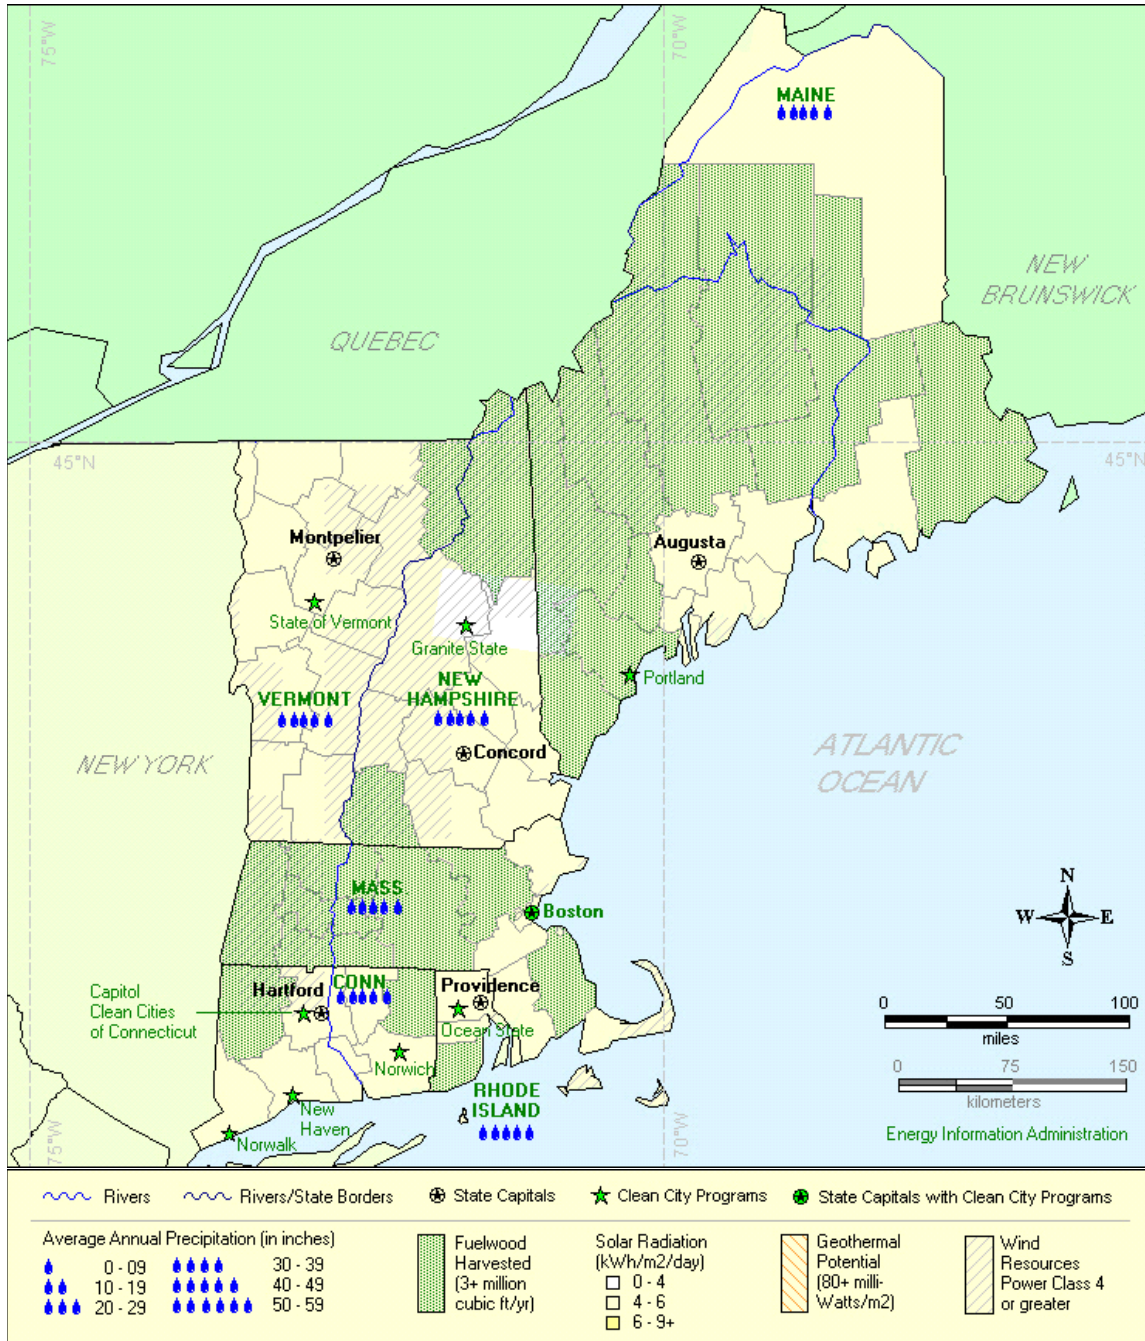 75°W
70°W
MAINE
NEW
BRUNSWICK
QUEBEC
45°N
45°N
Montpelier
Augusta
State of Vermont
Granite State
NEW
HAMPSHIRE
VERMONT
Portland
Concord
NEW YORK
ATLANTIC
OCEAN
MASS.
Boston
N
W E
S
CONN
Hartford
Providence
Capitol
Clean Cities
of Connecticut
Ocean State
Norwich
RHODE
ISLAND
New
Haven
Norwalk
0 50 100
miles
0 75 150
kilometers
75°W
70°W
Energy Information Administration
Rivers
Rivers/State Borders
State Capitals
Clean City Programs
State Capitals with Clean City Programs
Average Annual Precipitation (in inches)
0 - 09
30 - 39
10 - 19
40 - 49
20 - 29
50 - 59
Fuelwood
Harvested
(3+ million
cubic ft/yr)
Solar Radiation
(kWh/m2/day)
0 - 4
4 - 6
6 - 9+
Geothermal
Potential
(80+ milli-
Watts/m2)
Wind
Resources
Power Class 4
or greater